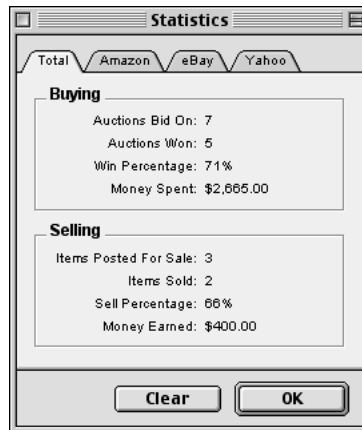 Statistics
Total Amazon eBay Yahoo
Buying
Auctions Bid On: 7
Auctions Won: 5
Win Percentage: 71%
Money Spent: $2,665.00
Selling
Items Posted For Sale: 3
Items Sold: 2
Sell Percentage: 66%
Money Earned: $400.00
Clear OK